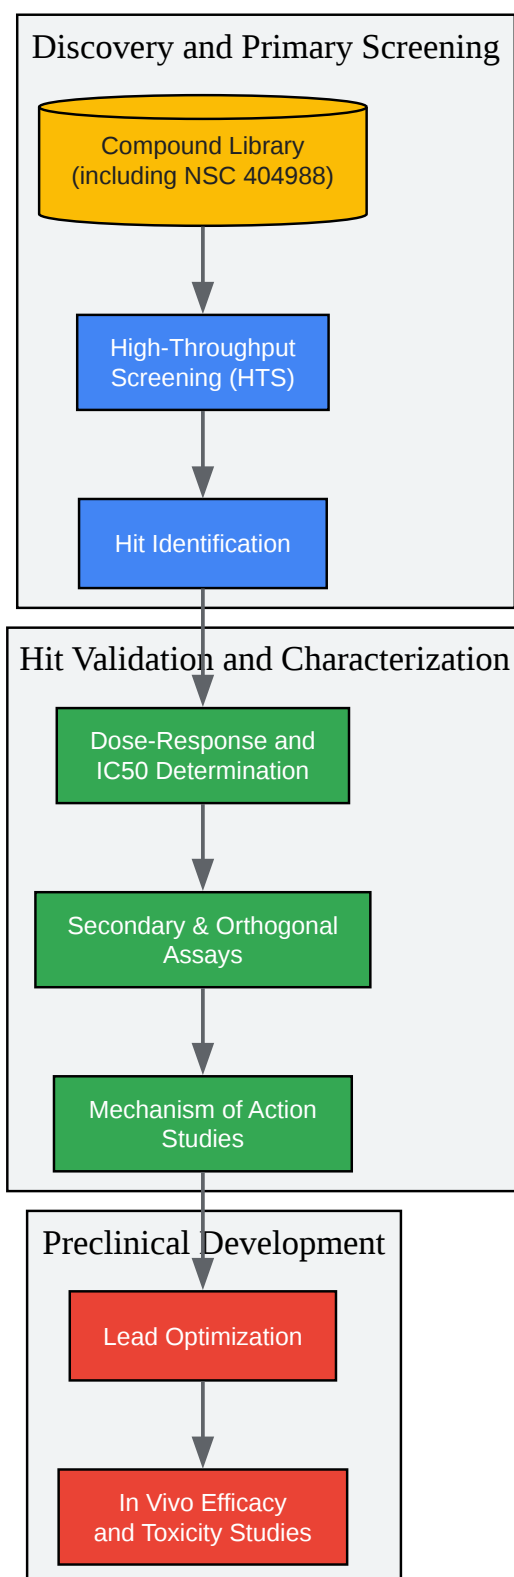 Discovery and Primary Screening
Compound Library
(including NSC 404988)
High-Throughput
Screening (HTS)
Hit Identification
Hit Validation and Characterization
Dose-Response and
IC50 Determination
Secondary & Orthogonal
Assays
Mechanism of Action
Studies
Preclinical Development
Lead Optimization
In Vivo Efficacy
and Toxicity Studies